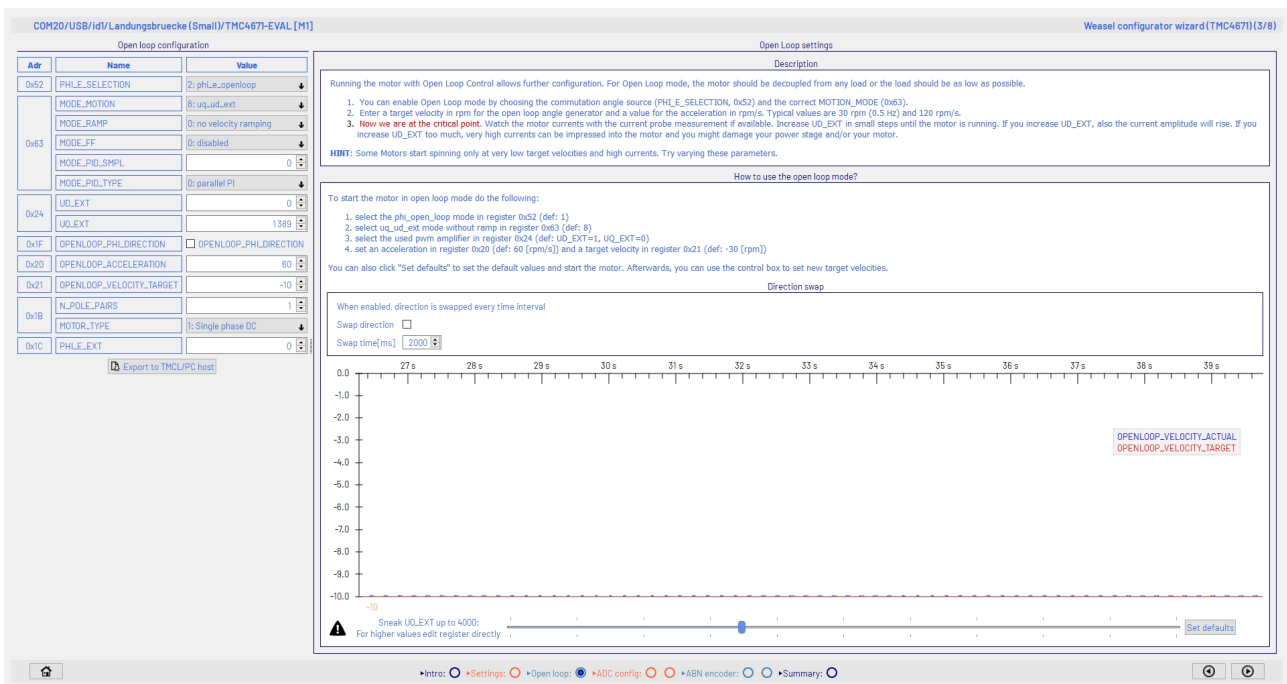 COM20/USB/id1/Landungsbruecke (Small)/TMC4671-EVAL [M1]
Weasel configurator wizard (TMC4671) (3/8)
Open loop configuration
Adr Name Value
0x52 PHI_E_SELECTION 2: phi_e_openloop
0x63 MODE_MOTION 8: uq_ud_ext
MODE_RAMP 0: no velocity ramping
MODE_FF 0: disabled
MODE_PID_SMPL 0
MODE_PID_TYPE 0: parallel PI
0x24 UD_EXT 0
UQ_EXT 1389
0x1F OPENLOOP_PHI_DIRECTION OPENLOOP_PHI_DIRECTION
0x20 OPENLOOP_ACCELERATION 60
0x21 OPENLOOP_VELOCITY_TARGET -10
0x1B N_POLE_PAIRS 1
MOTOR_TYPE 1: Single phase DC
0x1C PHI_E_EXT 0
Export to TMCL/PC host
Open Loop settings
Description
Running the motor with Open Loop Control allows further configuration. For Open Loop mode, the motor should be decoupled from any load or the load should be as low as possible.
1. You can enable Open Loop mode by choosing the commutation angle source (PHI_E_SELECTION, 0x52) and the correct MOTION_MODE (0x63).
2. Enter a target velocity in rpm for the open loop angle generator and a value for the acceleration in rpm/s. Typical values are 30 rpm (0.5 Hz) and 120 rpm/s.
3. Now we are at the critical point. Watch the motor currents with the current probe measurement if available. Increase UD_EXT in small steps until the motor is running. If you increase UD_EXT, also the current amplitude will rise. If you
increase UD_EXT too much, very high currents can be impressed into the motor and you might damage your power stage and/or your motor.
HINT: Some Motors start spinning only at very low target velocities and high currents. Try varying these parameters.
How to use the open loop mode?
To start the motor in open loop mode do the following:
1. select the phi_open_loop mode in register 0x52 (def: 1)
2. select uq_ud_ext mode without ramp in register 0x63 (def: 8)
3. select the used pwm amplifier in register 0x24 (def: UD_EXT=1, UQ_EXT=0)
4. set an acceleration in register 0x20 (def: 60 [rpm/s]) and a target velocity in register 0x21 (def: -30 [rpm])
You can also click "Set defaults" to set the default values and start the motor. Afterwards, you can use the control box to set new target velocities.
Direction swap
When enabled, direction is swapped every time interval
Swap direction
Swap time[ms] 2000
27 s 28 s 29 s 30 s 31 s 32 s 33 s 34 s 35 s 36 s 37 s 38 s 39 s
0.0
-1.0
-2.0
-3.0
-4.0
-5.0
-6.0
-7.0
-8.0
-9.0
-10.0
OPENLOOP_VELOCITY_ACTUAL
OPENLOOP_VELOCITY_TARGET
-10
Sneak UQ_EXT up to 4000:
For higher values edit register directly
Set defaults
Intro: Settings: Open loop: ADC config: ABN encoder: Summary: